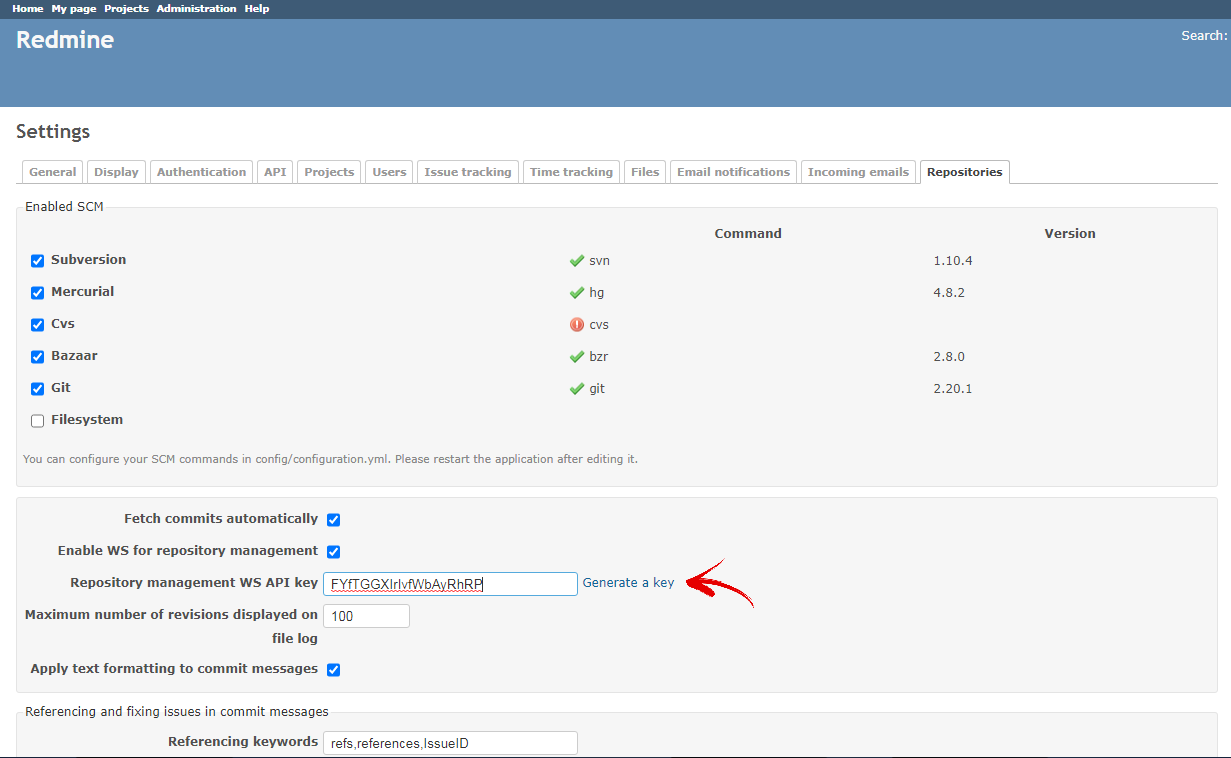 Home My page Projects Administration Help
Redmine
Search:
Settings
General Display Authentication API Projects Users Issue tracking Time tracking Files Email notifications Incoming emails Repositories
Enabled SCM
Command Version
Subversion svn 1.10.4
Mercurial hg 4.8.2
Cvs cvs
Bazaar bzr 2.8.0
Git git 2.20.1
Filesystem
You can configure your SCM commands in config/configuration.yml. Please restart the application after editing it.
Fetch commits automatically
Enable WS for repository management
Repository management WS API key Generate a key
Maximum number of revisions displayed on 100
file log
Apply text formatting to commit messages
Referencing and fixing issues in commit messages
Referencing keywords refs,references,IssueID